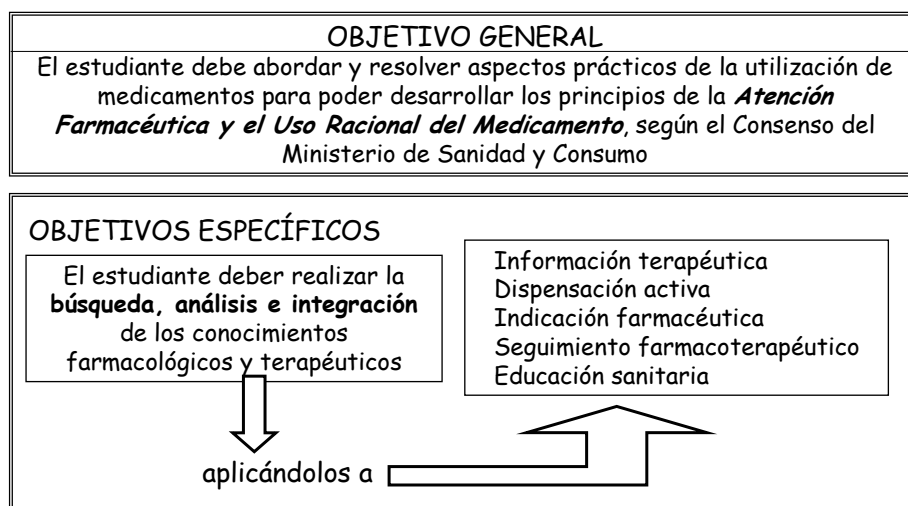 OBJETIVO GENERAL
El estudiante debe abordar y resolver aspectos prácticos de la utilización de
medicamentos para poder desarrollar los principios de la Atención
Farmacéutica y el Uso Racional del Medicamento, según el Consenso del
Ministerio de Sanidad y Consumo
OBJETIVOS ESPECÍFICOS
El estudiante deber realizar la
búsqueda, análisis e integración
de los conocimientos
farmacológicos y terapéuticos
aplicándolos a
Información terapéutica
Dispensación activa
Indicación farmacéutica
Seguimiento farmacoterapéutico
Educación sanitaria